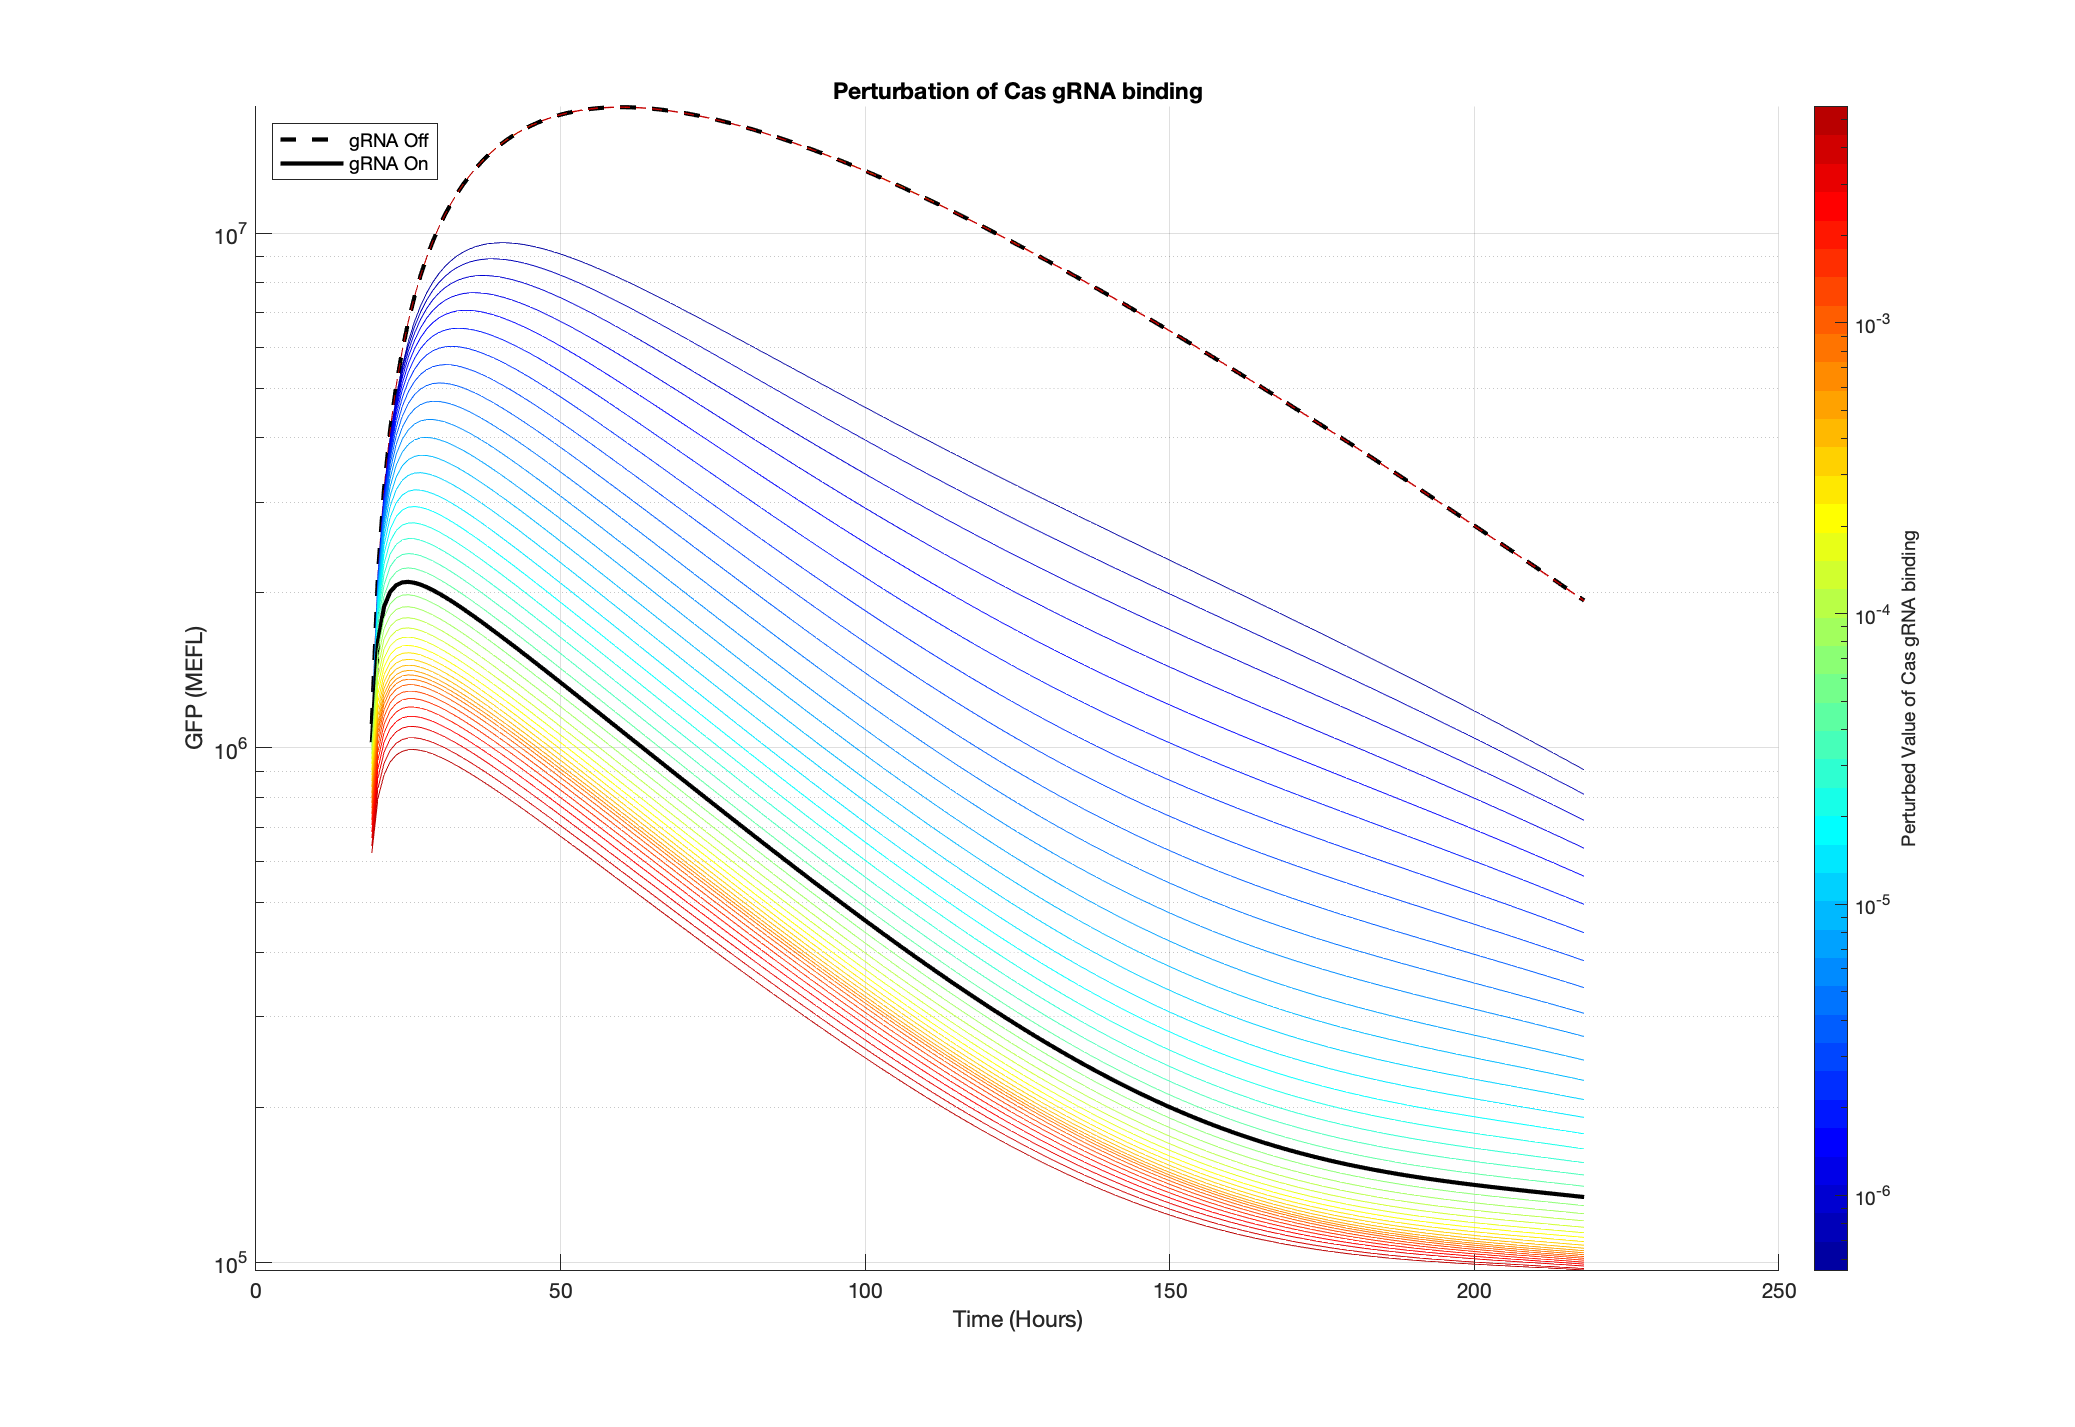 Perturbation of Cas gRNA binding
gRNA Off
gRNA On
10^7
10^6
10^5
GFP (MEFL)
0 50 100 150 200 250
Time (Hours)
10^-3
10^-4
10^-5
10^-6
Perturbed Value of Cas gRNA binding